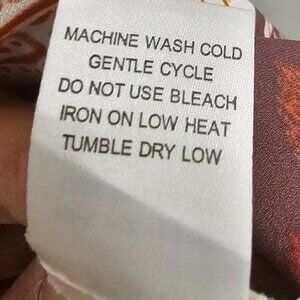 MACHINE WASH COLD
GENTLE CYCLE
DO NOT USE BLEACH
IRON ON LOW HEAT
TUMBLE DRY LOW